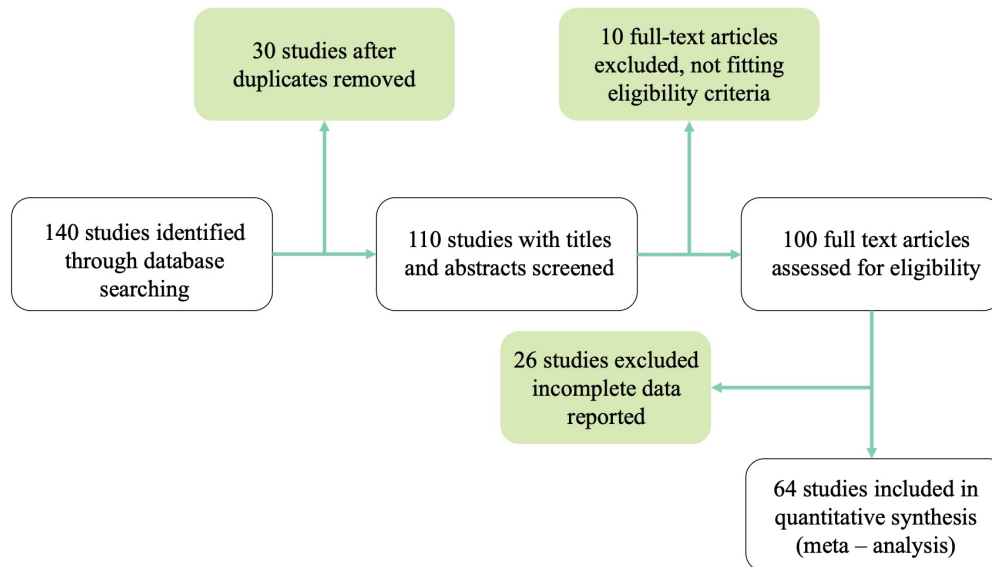 30 studies after
duplicates removed
10 full-text articles
excluded, not fitting
eligibility criteria
140 studies identified
through database
searching
110 studies with titles
and abstracts screened
100 full text articles
assessed for eligibility
26 studies excluded
incomplete data
reported
64 studies included in
quantitative synthesis
(meta – analysis)